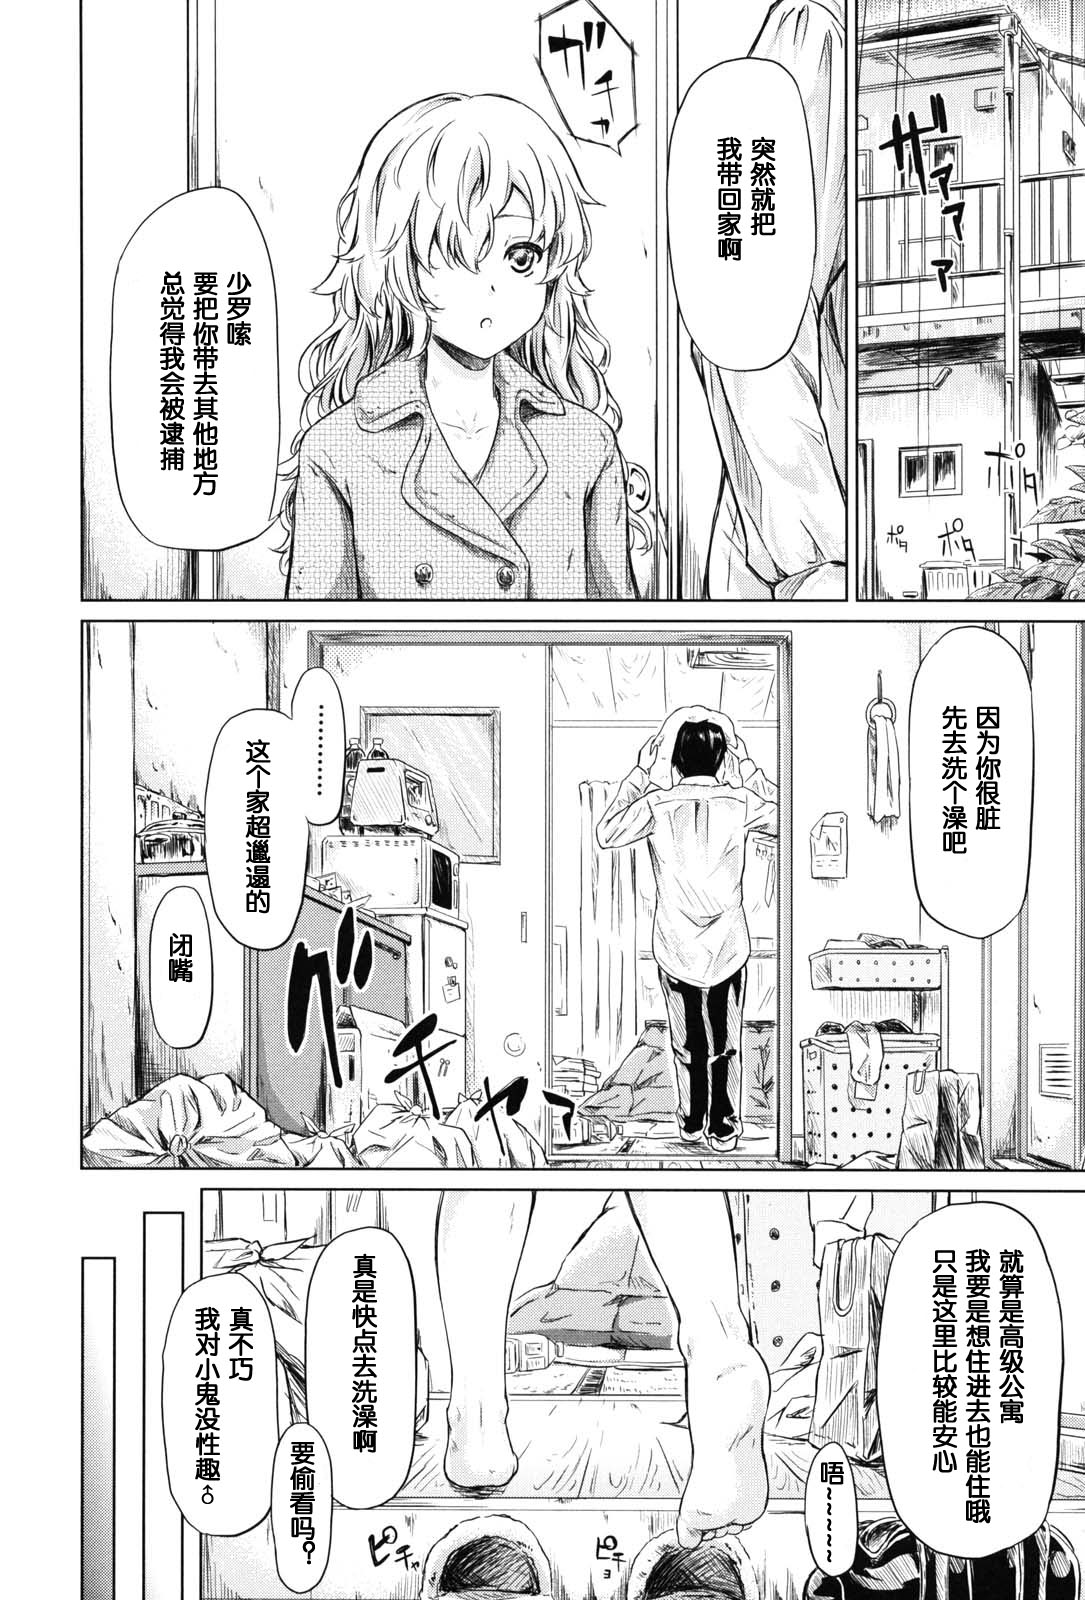 ザァァァー
ポタ
ポタ
突然就把
我带回家啊
ガチャ
少罗嗦
要把你带去其他地方
总觉得我会被逮捕
因为你很脏
先去洗个澡吧
………
这个家超邋遢的
闭嘴
グチャァ
就算是高级公寓
我要是想住进去也能住哦
只是这里比较能安心
唔~~~~~
真是快点去洗澡啊
要偷看吗?
真不巧
我对小鬼没性趣♂
ピチャ
ピチョ